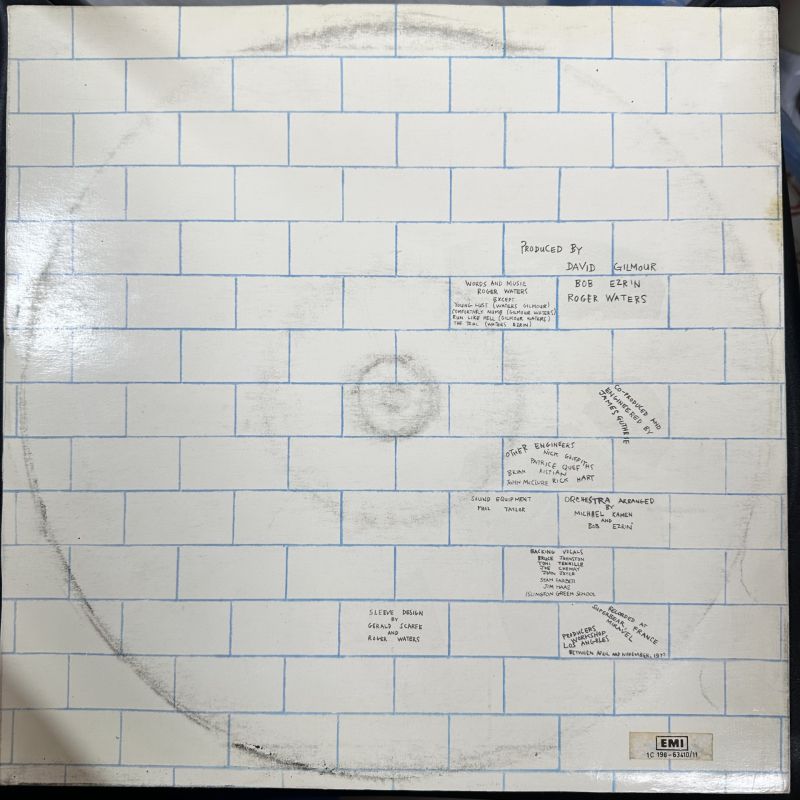 PRODUCED BY
DAVID GILMOUR
BOB EZRIN
ROGER WATERS
WORDS AND MUSIC
ROGER WATERS
EXCEPT
YOUNG LUST (WATERS GILMOUR)
COMFORTABLY NUMB (GILMOUR WATERS)
RUN LIKE HELL (GILMOUR WATERS)
THE TRIAL (WATERS EZRIN)
CO-PRODUCED AND
ENGINEERED BY
JAMES GUTHRIE
OTHER ENGINEERS
NICK GRIFFITHS
PATRICE QUEF
BRIAN RISTIAN
JOHN McCLURE RICK HART
SOUND EQUIPMENT
PHIL TAYLOR
ORCHESTRA ARRANGED
BY
MICHAEL KAMEN
AND
BOB EZRIN
BACKING VOCALS
BRUCE JOHNSTON
TONI TENNILLE
JOE CHEMAY
JOHN JOYCE
STAN FARBER
JIM HAAS
ISLINGTON GREEN SCHOOL
SLEEVE DESIGN
BY
GERALD SCARFE
AND
ROGER WATERS
RECORDED AT
SUPERBEAR, FRANCE
MIRAVEL
PRODUCERS
WORKSHOP
LOS ANGELES
BETWEEN APRIL AND NOVEMBER, 1979
EMI
1C 198-63410/11